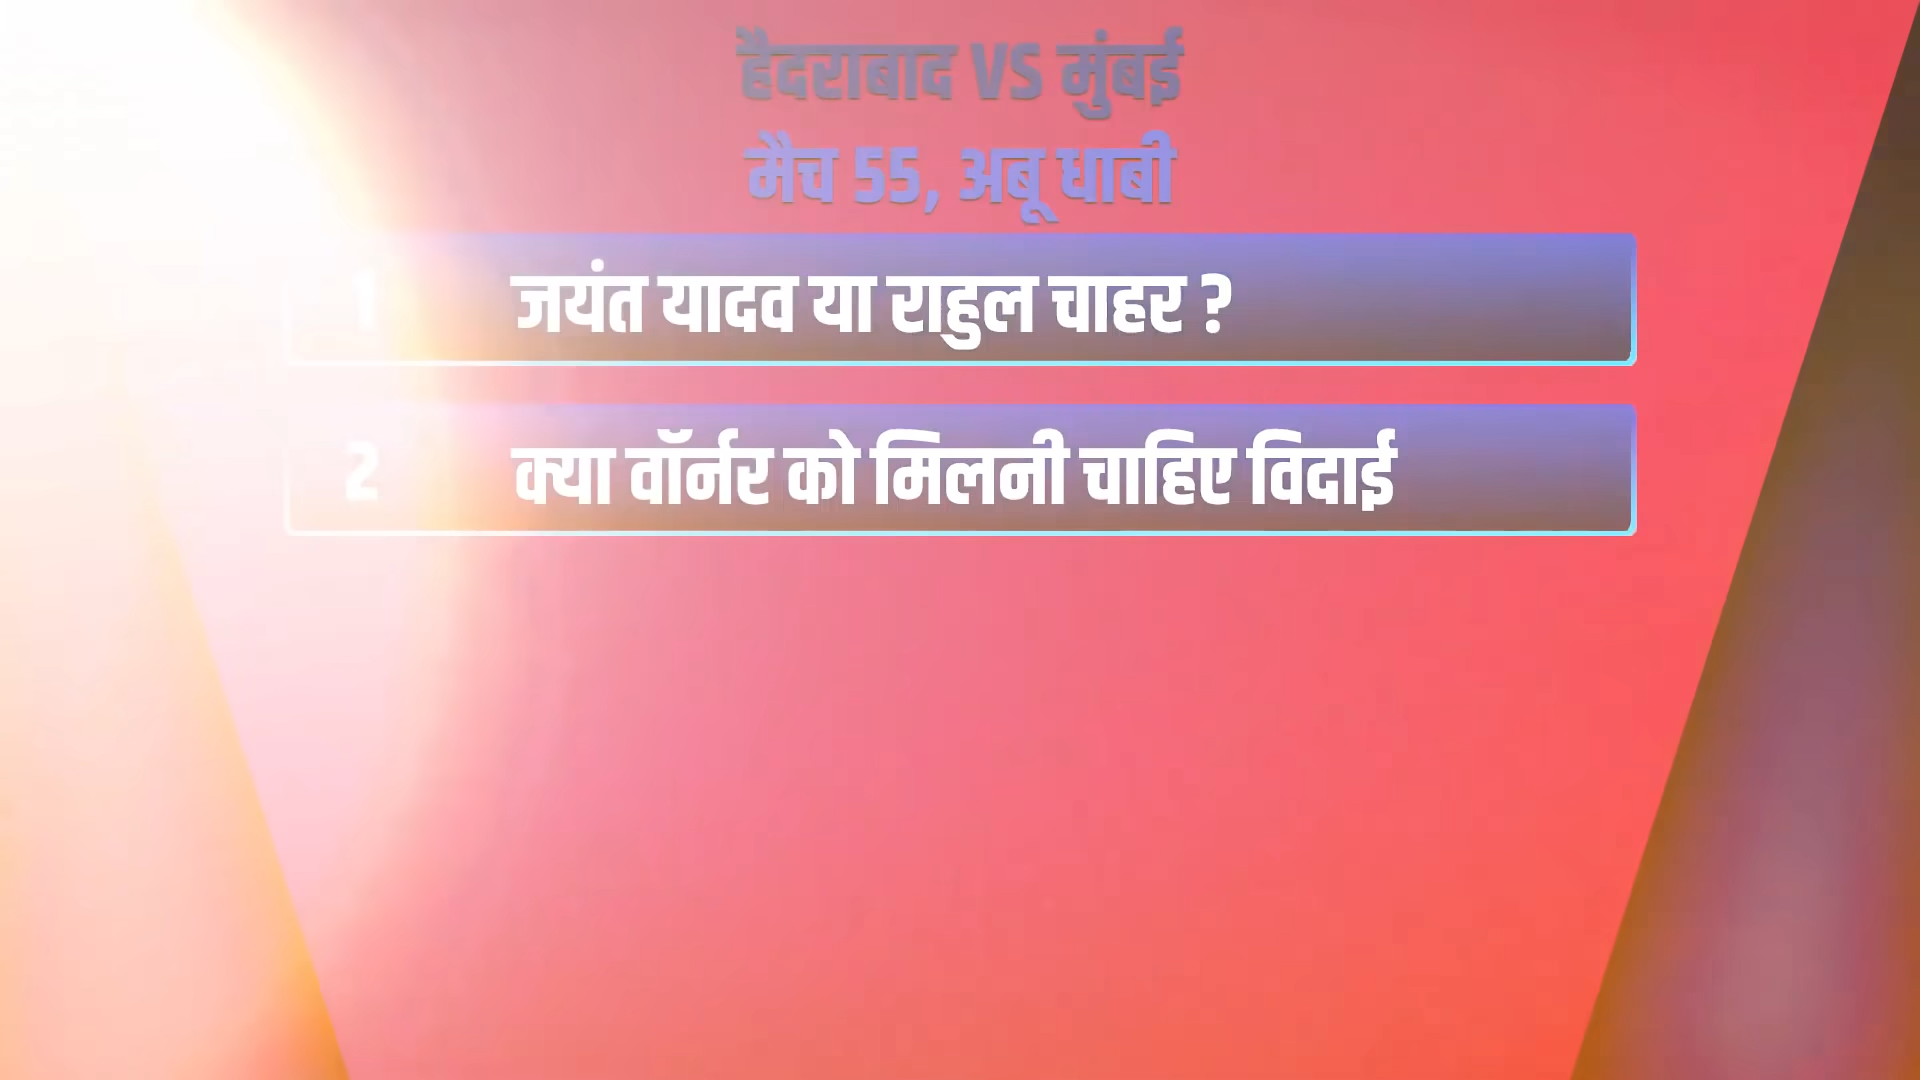 हैदराबाद VS मुंबई
मैच 55, अबू धाबी
1 जयंत यादव या राहुल चाहर ?
2 क्या वॉर्नर को मिलनी चाहिए विदाई